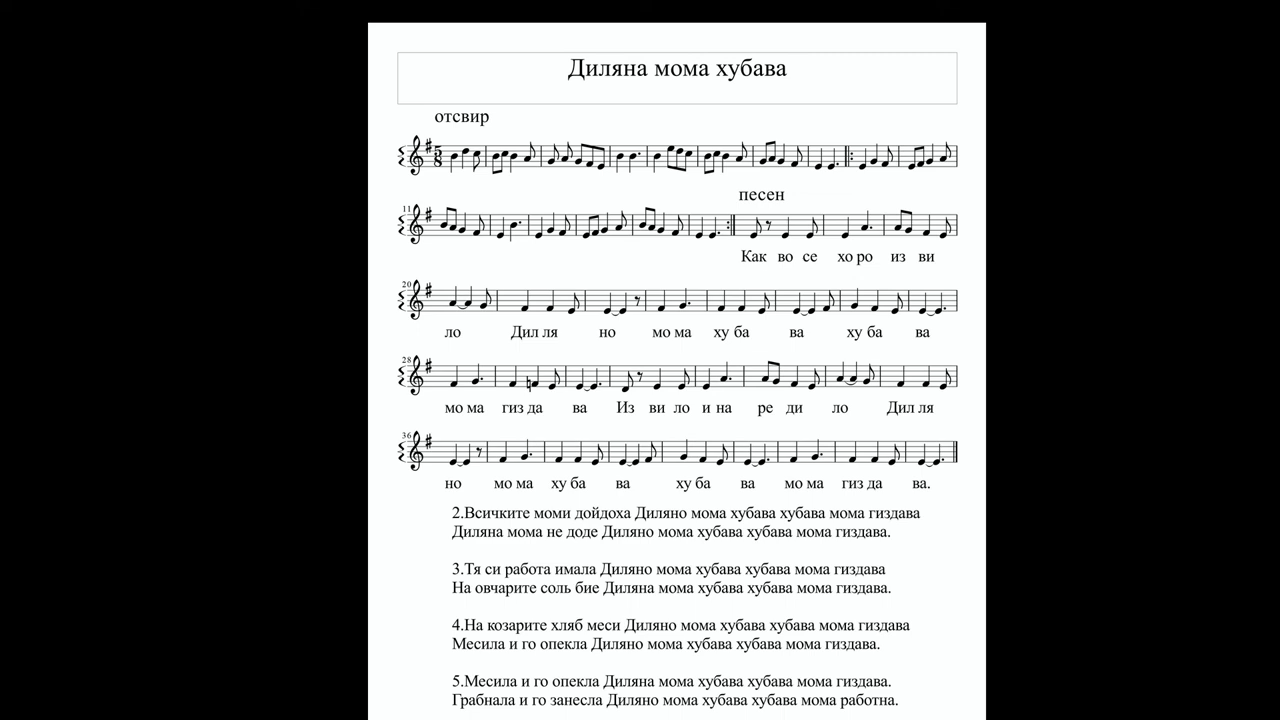 Диляна мома хубава
отсвир
5
8
11
песен
Как во се хо ро из ви
20
ло Дил ля но мо ма ху ба ва ху ба ва
28
мо ма гиз да ва Из ви ло и на ре ди ло Дил ля
36
но мо ма ху ба ва ху ба ва мо ма гиз да ва.
2.Всичките моми дойдоха Диляно мома хубава хубава мома гиздава
Диляна мома не доде Диляно мома хубава хубава мома гиздава.
3.Тя си работа имала Диляно мома хубава хубава мома гиздава
На овчарите соль бие Диляна мома хубава хубава мома гиздава.
4.На козарите хляб меси Диляно мома хубава хубава мома гиздава
Месила и го опекла Диляно мома хубава хубава мома гиздава.
5.Месила и го опекла Диляна мома хубава хубава мома гиздава.
Грабнала и го занесла Диляно мома хубава хубава мома работна.